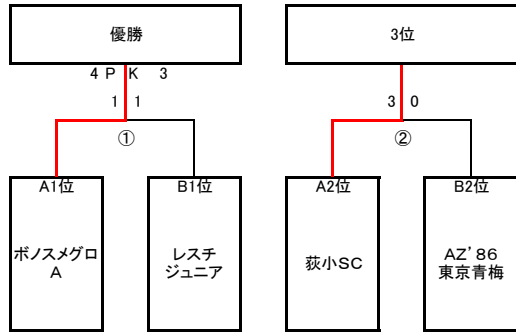 優勝
3位
4 P K 3
1 1
3 0
①
②
A1位
B1位
A2位
B2位
ボノスメグロ
A
レスチ
ジュニア
荻小SC
AZ'86
東京青梅